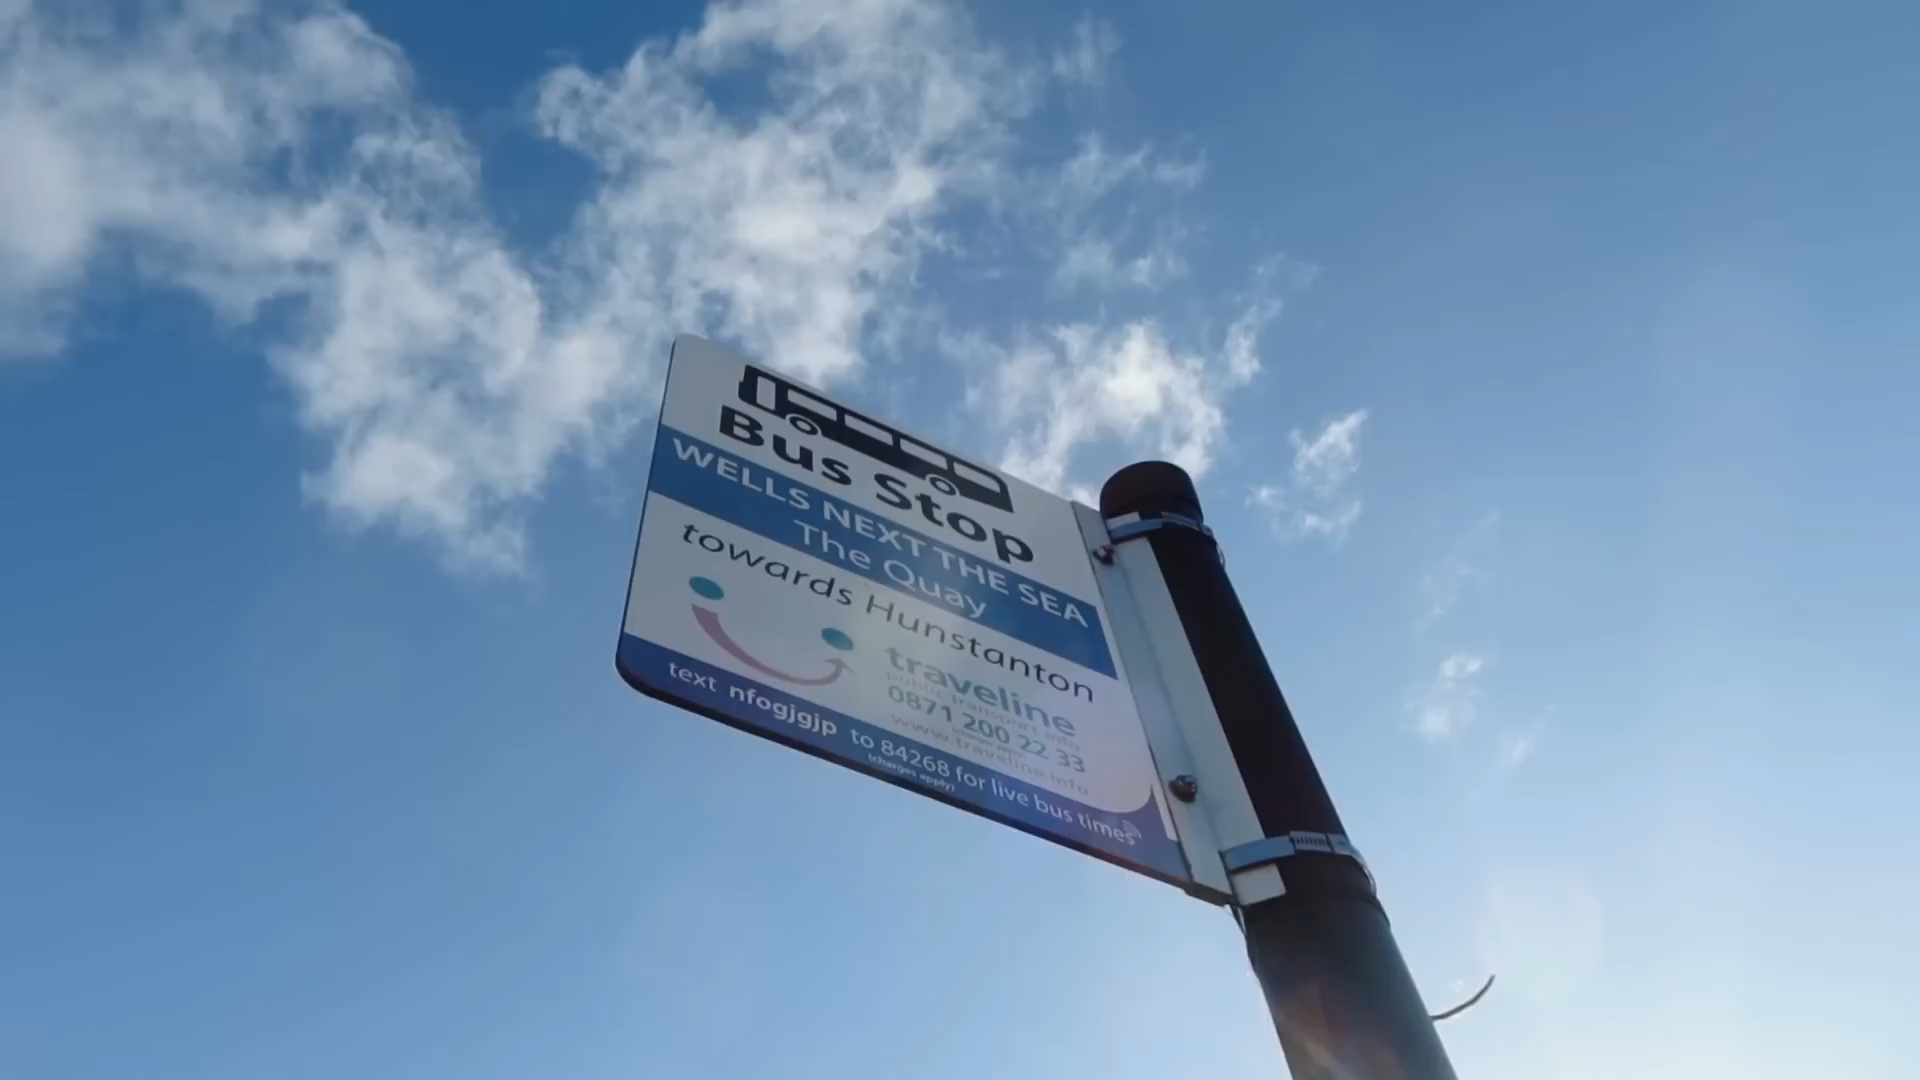 Bus Stop
WELLS NEXT THE SEA
The Quay
towards Hunstanton
traveline
public transport info
0871 200 22 33
www.traveline.info
text nfogjgjp to 84268 for live bus times
(charges apply)